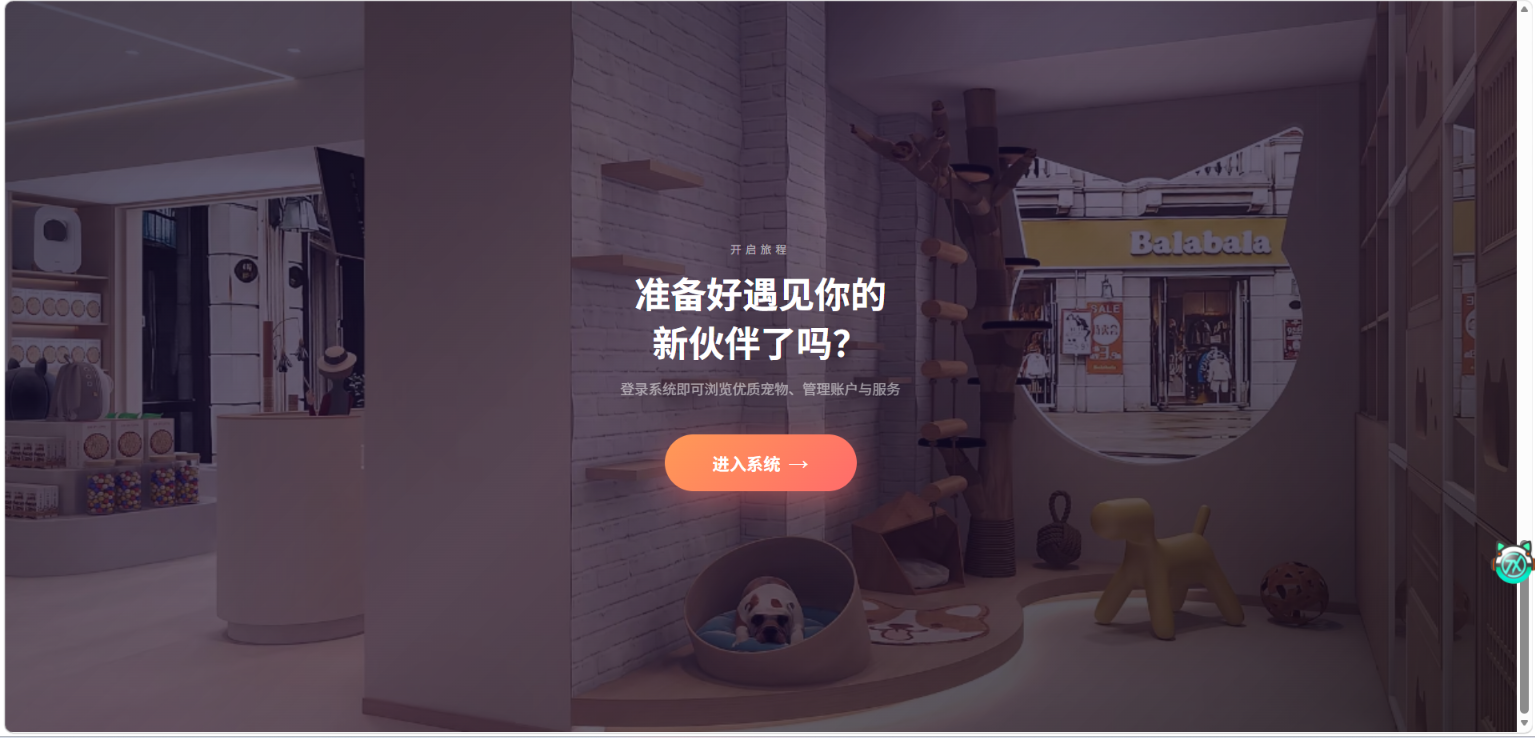 开启旅程
准备好遇见你的
新伙伴了吗？
登录系统即可浏览优质宠物、管理账户与服务
进入系统 →
Balabala
SALE